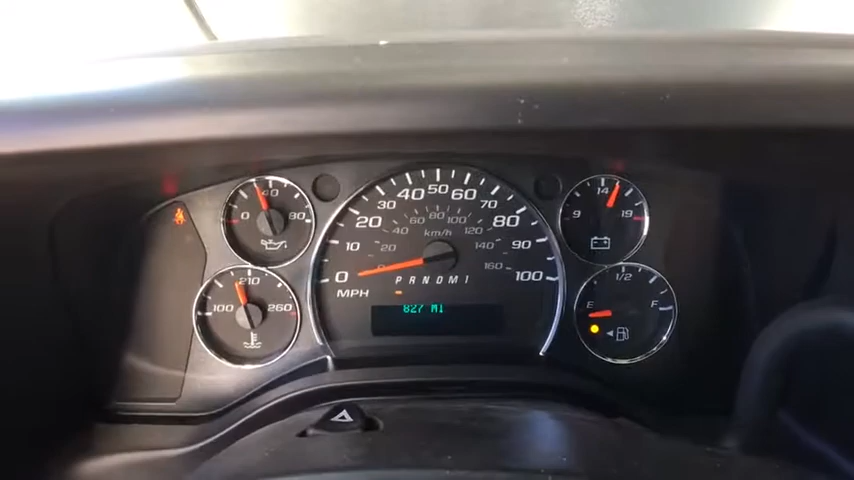 0 40 80
100 210 260
0 10 20 30 40 50 60 70 80 90 100
MPH
20 40 60 80 100 120 140 160
km/h
PRNDM1
827 MI
9 14 19
E 1/2 F